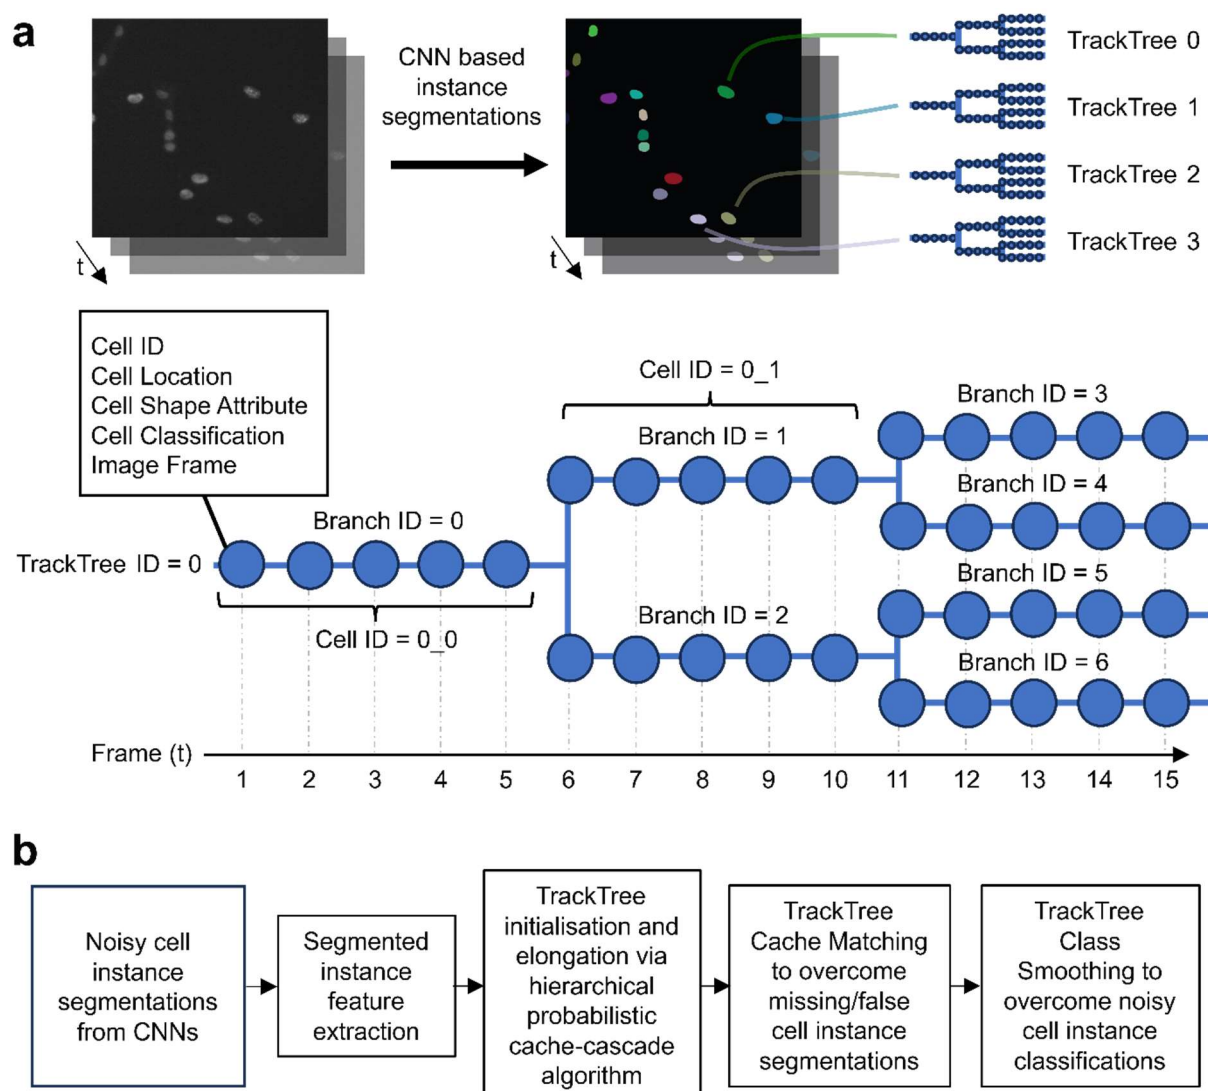 a
CNN based
instance
segmentations
TrackTree 0
TrackTree 1
TrackTree 2
TrackTree 3
t
t
Cell ID
Cell Location
Cell Shape Attribute
Cell Classification
Image Frame
Cell ID = 0_1
Branch ID = 3
Branch ID = 1
Branch ID = 4
Branch ID = 0
TrackTree ID = 0
Branch ID = 5
Branch ID = 2
Cell ID = 0_0
Branch ID = 6
Frame (t)
1 2 3 4 5 6 7 8 9 10 11 12 13 14 15
b
Noisy cell
instance
segmentations
from CNNs
Segmented
instance
feature
extraction
TrackTree
initialisation and
elongation via
hierarchical
probabilistic
cache-cascade
algorithm
TrackTree
Cache Matching
to overcome
missing/false
cell instance
segmentations
TrackTree
Class
Smoothing to
overcome noisy
cell instance
classifications